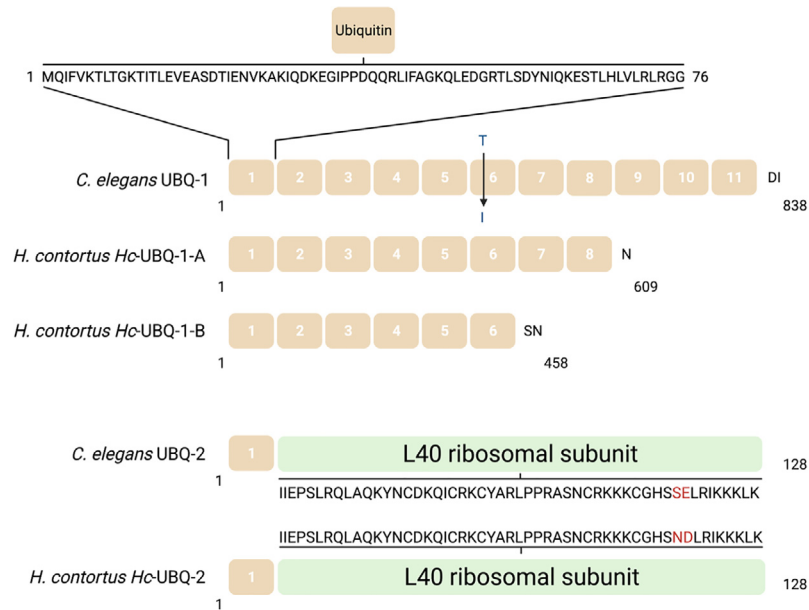 Ubiquitin
1 MQIFVKTLTGKTITLEVEASDTIENVKAKIQDKEGIPPDQQRLIFAGKQLEDGRTLSDYNIQKESTLHLVLRLRGG 76
T
C. elegans UBQ-1 1 2 3 4 5 6 7 8 9 10 11 DI
1 838
I
H. contortus Hc-UBQ-1-A 1 2 3 4 5 6 7 8 N
1 609
H. contortus Hc-UBQ-1-B 1 2 3 4 5 6 SN
1 458
C. elegans UBQ-2 1 L40 ribosomal subunit 128
1
IIEPSLRQLAQKYNCDKQICRKCYARLPPRASNCRKKKCGHSSELRIKKKLK
IIEPSLRQLAQKYNCDKQICRKCYARLPPRASNCRKKKCGHSNDLRIKKKLK
H. contortus Hc-UBQ-2 1 L40 ribosomal subunit 128
1